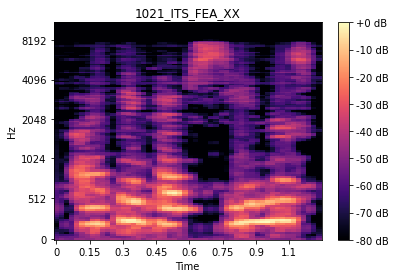 1021_ITS_FEA_XX
+0 dB
8192
-10 dB
4096
-20 dB
-30 dB
2048
Hz
-40 dB
1024
-50 dB
-60 dB
512
-70 dB
0
-80 dB
0 0.15 0.3 0.45 0.6 0.75 0.9 1.1
Time